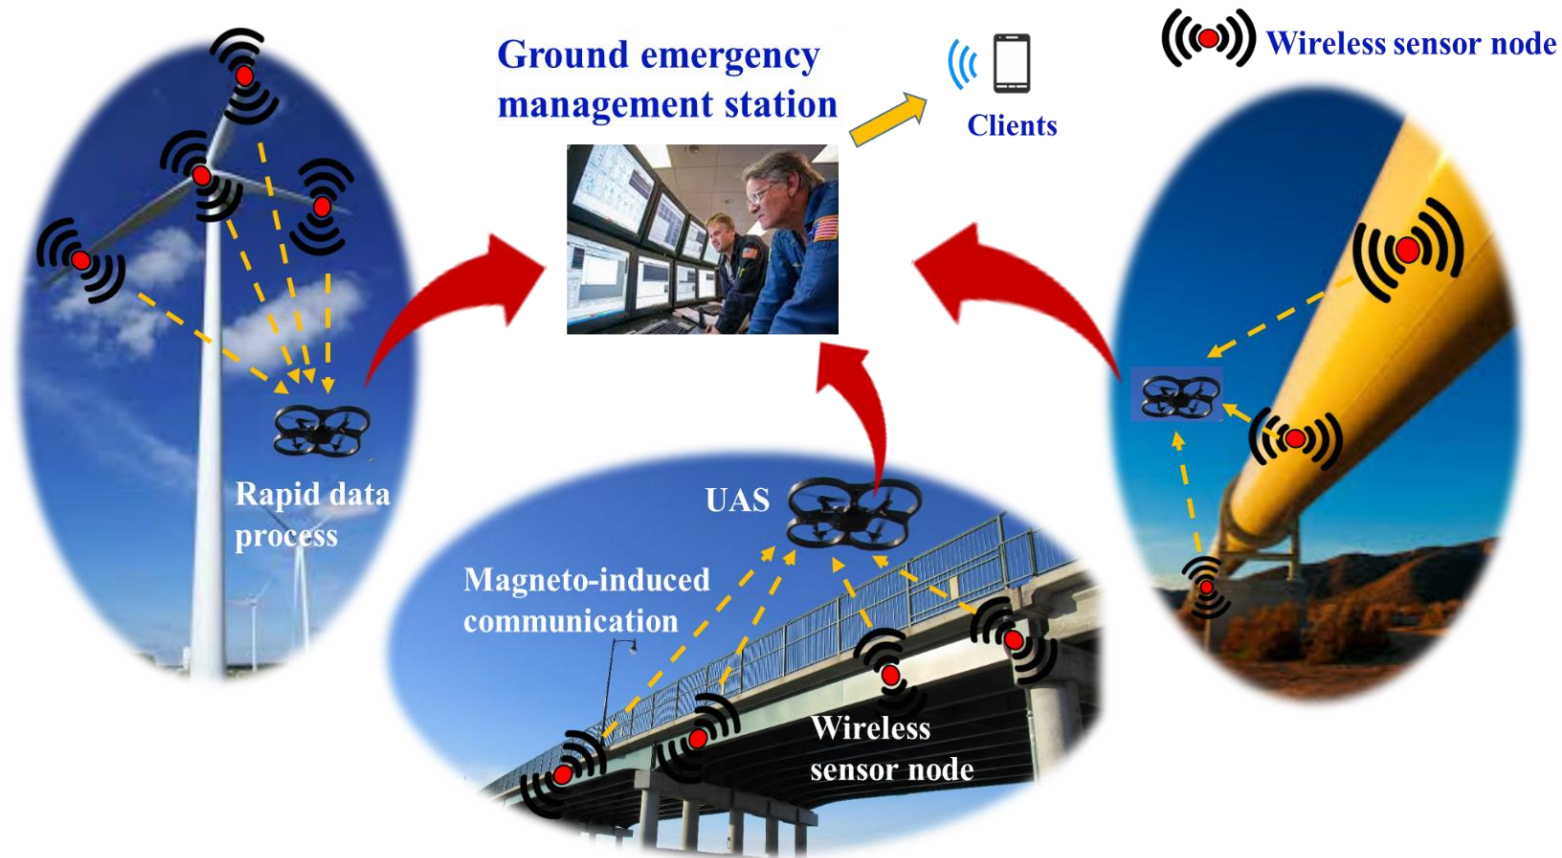 Ground emergency
management station
Clients
Wireless sensor node
Rapid data
process
UAS
Magneto-induced
communication
Wireless
sensor node